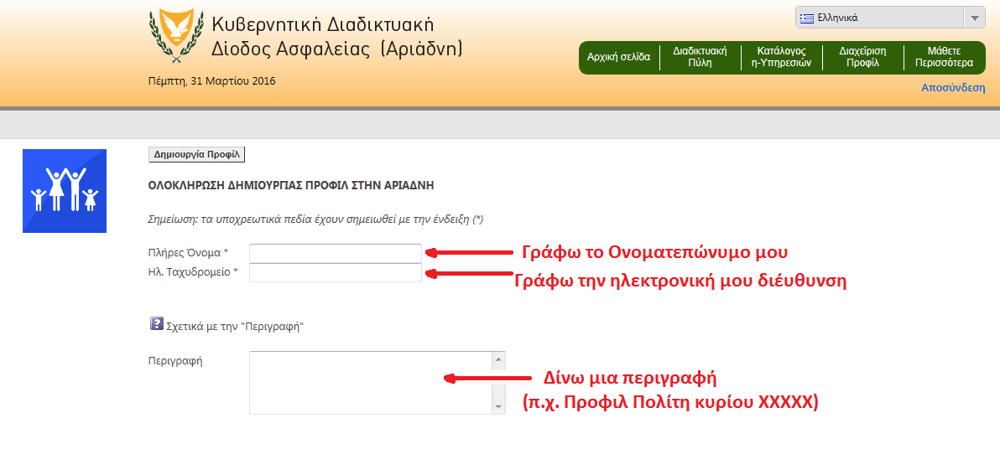 Κυβερνητική Διαδικτυακή
Δίοδος Ασφαλείας (Αριάδνη)
Πέμπτη, 31 Μαρτίου 2016
Ελληνικά
Αρχική σελίδα
Διαδικτυακή
Πύλη
Κατάλογος
η-Υπηρεσιών
Διαχείριση
Προφίλ
Μάθετε
Περισσότερα
Αποσύνδεση
Δημιουργία Προφίλ
ΟΛΟΚΛΗΡΩΣΗ ΔΗΜΙΟΥΡΓΙΑΣ ΠΡΟΦΙΛ ΣΤΗΝ ΑΡΙΑΔΝΗ
Σημείωση: τα υποχρεωτικά πεδία έχουν σημειωθεί με την ένδειξη (*)
Πλήρες Όνομα *
Γράφω το Ονοματεπώνυμο μου
Ηλ. Ταχυδρομείο *
Γράφω την ηλεκτρονική μου διέυθυνση
? Σχετικά με την "Περιγραφή"
Περιγραφή
Δίνω μια περιγραφή
(π.χ. Προφιλ Πολίτη κυρίου ΧΧΧΧΧ)